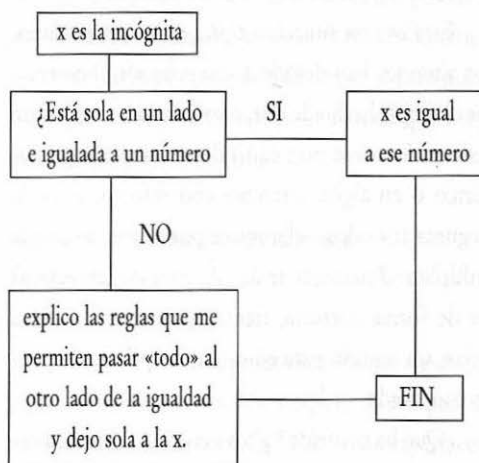 x es la incógnita
¿Está sola en un lado
e igualada a un número
SI
x es igual
a ese número
NO
explico las reglas que me
permiten pasar «todo» al
otro lado de la igualdad
y dejo sola a la x.
FIN